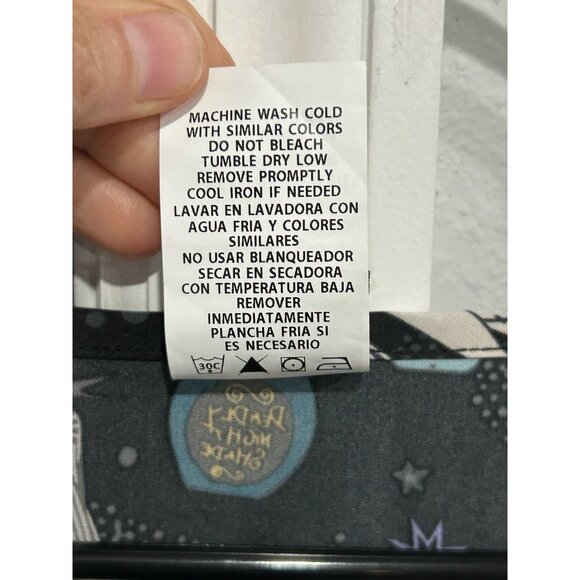 MACHINE WASH COLD
WITH SIMILAR COLORS
DO NOT BLEACH
TUMBLE DRY LOW
REMOVE PROMPTLY
COOL IRON IF NEEDED
LAVAR EN LAVADORA CON
AGUA FRIA Y COLORES
SIMILARES
NO USAR BLANQUEADOR
SECAR EN SECADORA
CON TEMPERATURA BAJA
REMOVER
INMEDIATAMENTE
PLANCHA FRIA SI
ES NECESARIO
30C